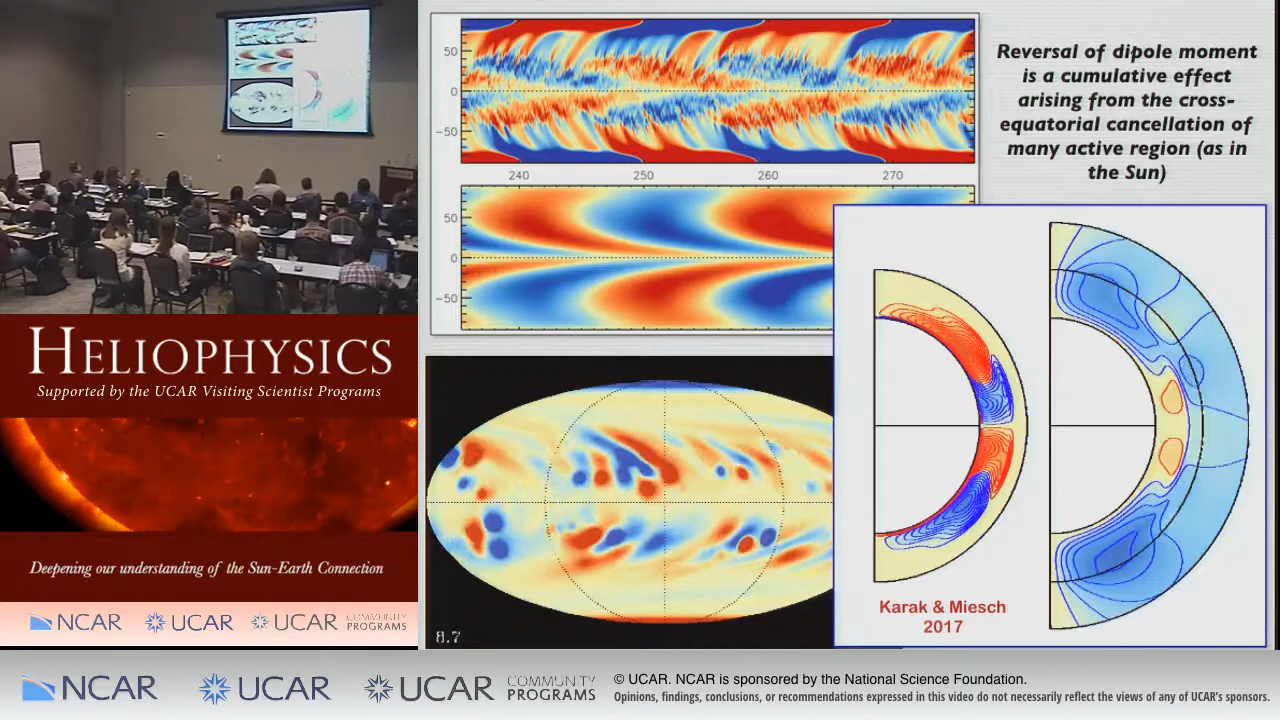 HELIOPHYSICS
Supported by the UCAR Visiting Scientist Programs
Deepening our understanding of the Sun-Earth Connection
NCAR
UCAR
UCAR
COMMUNITY
PROGRAMS
50
0
−50
240
250
260
270
50
0
−50
8.7
Reversal of dipole moment
is a cumulative effect
arising from the cross-
equatorial cancellation of
many active region (as in
the Sun)
Karak & Miesch
2017
NCAR
UCAR
UCAR
COMMUNITY
PROGRAMS
© UCAR. NCAR is sponsored by the National Science Foundation.
Opinions, findings, conclusions, or recommendations expressed in this video do not necessarily reflect the views of any of UCAR's sponsors.